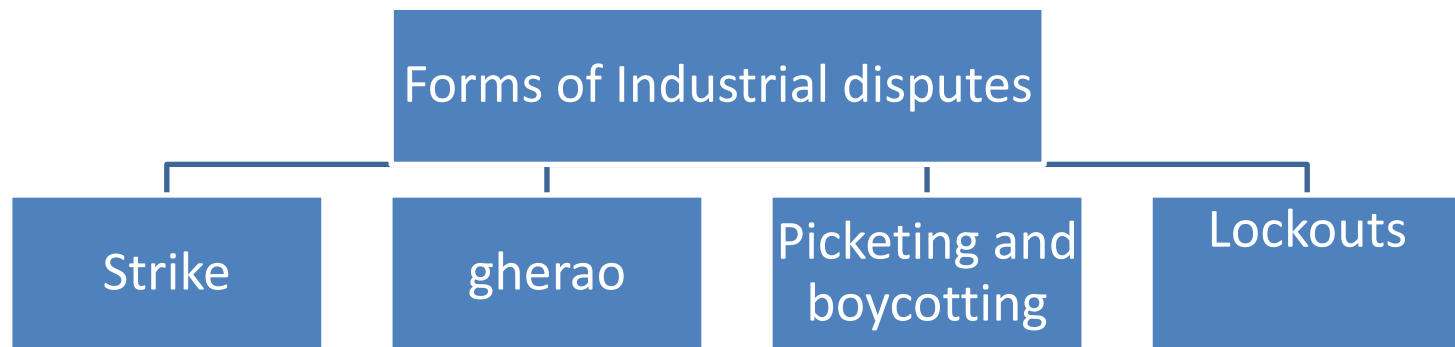 Forms of Industrial disputes
Strike
gherao
Picketing and
boycotting
Lockouts